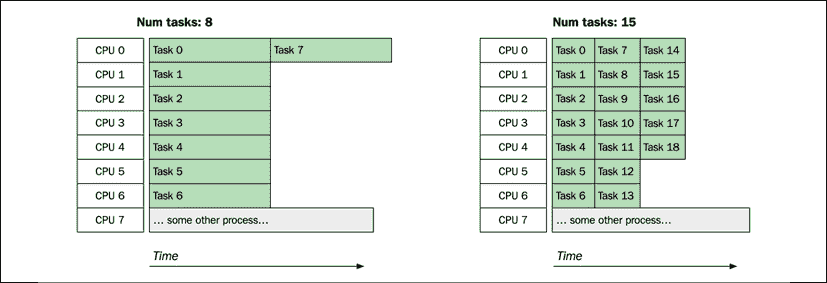 Num tasks: 8
CPU 0 Task 0 Task 7
CPU 1 Task 1
CPU 2 Task 2
CPU 3 Task 3
CPU 4 Task 4
CPU 5 Task 5
CPU 6 Task 6
CPU 7 ... some other process...
Time
Num tasks: 15
CPU 0 Task 0 Task 7 Task 14
CPU 1 Task 1 Task 8 Task 15
CPU 2 Task 2 Task 9 Task 16
CPU 3 Task 3 Task 10 Task 17
CPU 4 Task 4 Task 11 Task 18
CPU 5 Task 5 Task 12
CPU 6 Task 6 Task 13
CPU 7 ... some other process...
Time